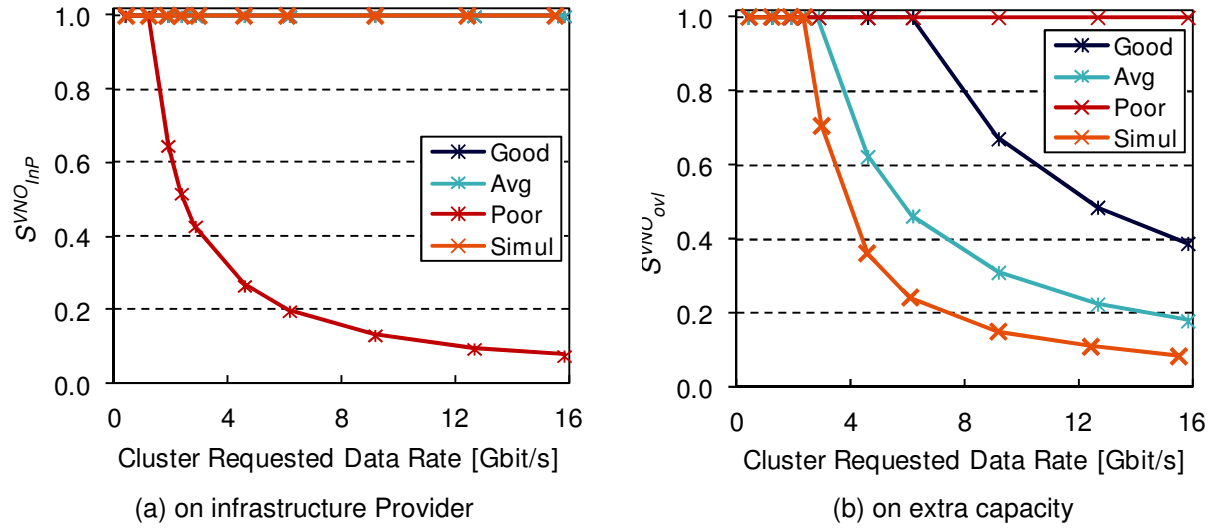 1.0
0.8
0.6
0.4
0.2
0.0
S^VNO_InP
0 4 8 12 16
Good
Avg
Poor
Simul
Cluster Requested Data Rate [Gbit/s]
(a) on infrastructure Provider
1.0
0.8
0.6
0.4
0.2
0.0
S^VNO_ovl
0 4 8 12 16
Good
Avg
Poor
Simul
Cluster Requested Data Rate [Gbit/s]
(b) on extra capacity